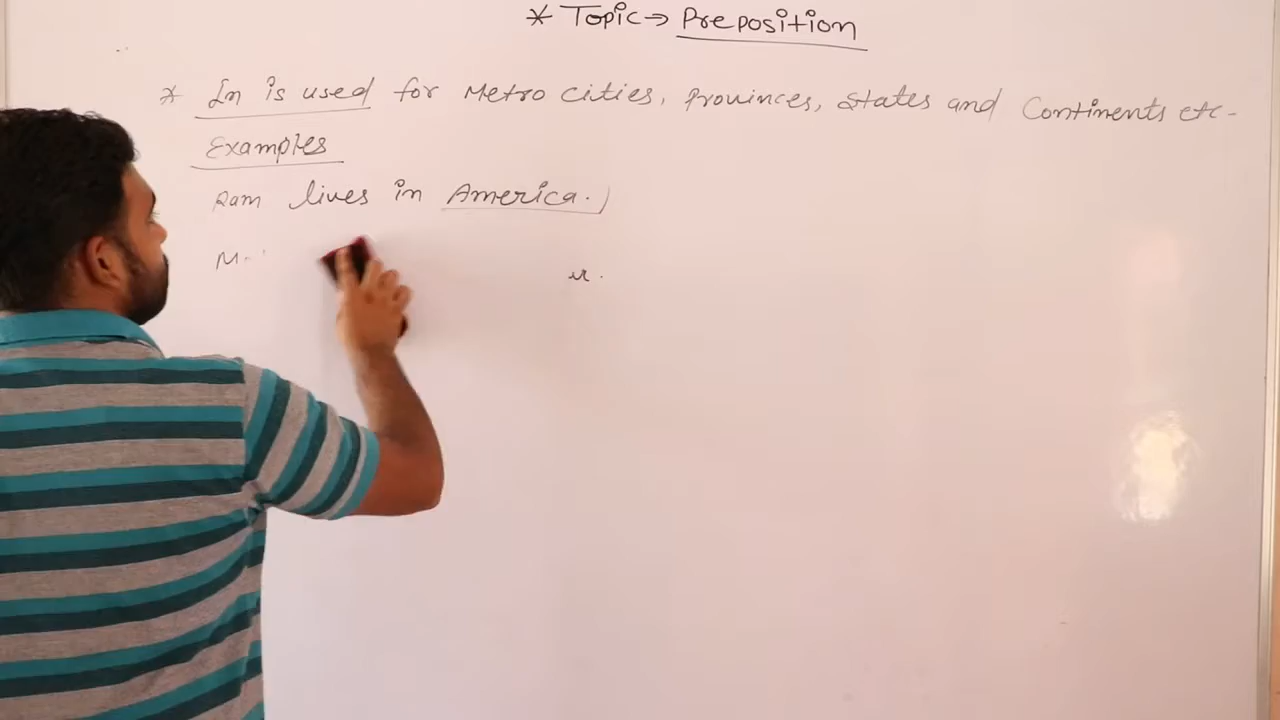 * Topic → Preposition
* In is used for Metro cities, Provinces, States and Continents etc-
Examples
Ram lives in America.